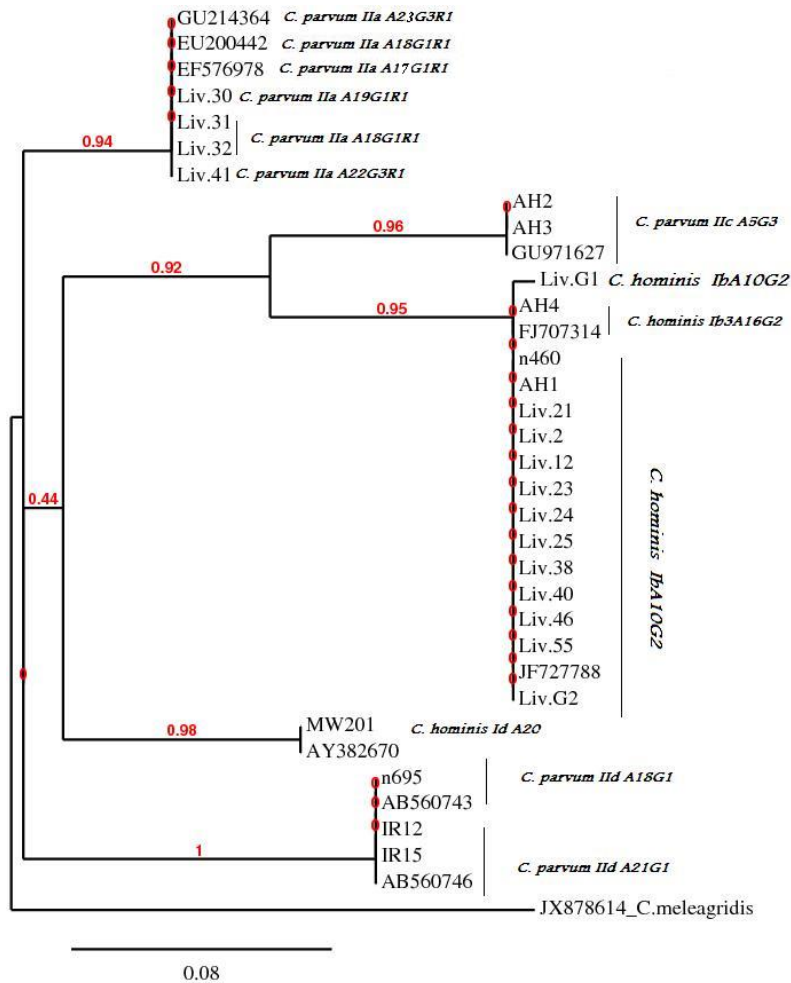 GU214364 C. parvum IIa A23G3R1
EU200442 C. parvum IIa A18G1R1
EF576978 C. parvum IIa A17G1R1
Liv.30 C. parvum IIa A19G1R1
Liv.31
0.94
C. parvum IIa A18G1R1
Liv.32
Liv.41 C. parvum IIa A22G3R1
AH2
0.96
AH3
C. parvum IIc A5G3
GU971627
0.92
Liv.G1 C. hominis IbA10G2
AH4
0.95
C. hominis Ib3A16G2
FJ707314
n460
AH1
Liv.21
Liv.2
Liv.12
Liv.23
0.44
Liv.24
Liv.25
Liv.38
Liv.40
Liv.46
Liv.55
JF727788
Liv.G2
C. hominis IbA10G2
MW201
0.98
C. hominis Id A20
AY382670
n695
C. parvum IId A18G1
AB560743
IR12
1
IR15
C. parvum IId A21G1
AB560746
JX878614_C.meleagridis
0.08